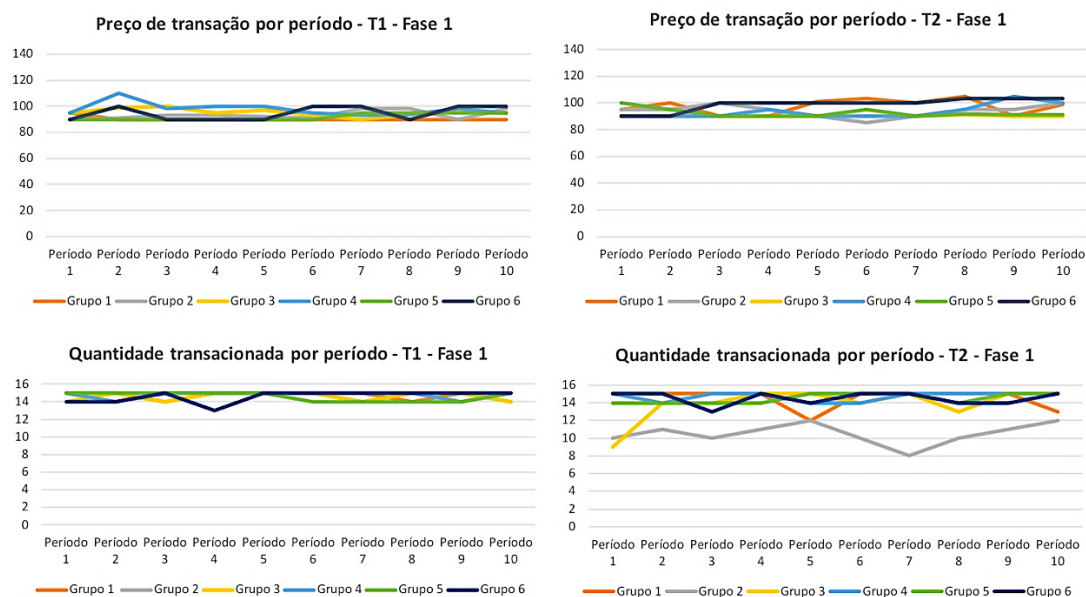 Preço de transação por período - T1 - Fase 1
140
120
100
80
60
40
20
0
Período Período Período Período Período Período Período Período Período Período
1 2 3 4 5 6 7 8 9 10
Grupo 1 Grupo 2 Grupo 3 Grupo 4 Grupo 5 Grupo 6
Preço de transação por período - T2 - Fase 1
140
120
100
80
60
40
20
0
Período Período Período Período Período Período Período Período Período Período
1 2 3 4 5 6 7 8 9 10
Grupo 1 Grupo 2 Grupo 3 Grupo 4 Grupo 5 Grupo 6
Quantidade transacionada por período - T1 - Fase 1
16
14
12
10
8
6
4
2
0
Período Período Período Período Período Período Período Período Período Período
1 2 3 4 5 6 7 8 9 10
Grupo 1 Grupo 2 Grupo 3 Grupo 4 Grupo 5 Grupo 6
Quantidade transacionada por período - T2 - Fase 1
16
14
12
10
8
6
4
2
0
Período Período Período Período Período Período Período Período Período Período
1 2 3 4 5 6 7 8 9 10
Grupo 1 Grupo 2 Grupo 3 Grupo 4 Grupo 5 Grupo 6